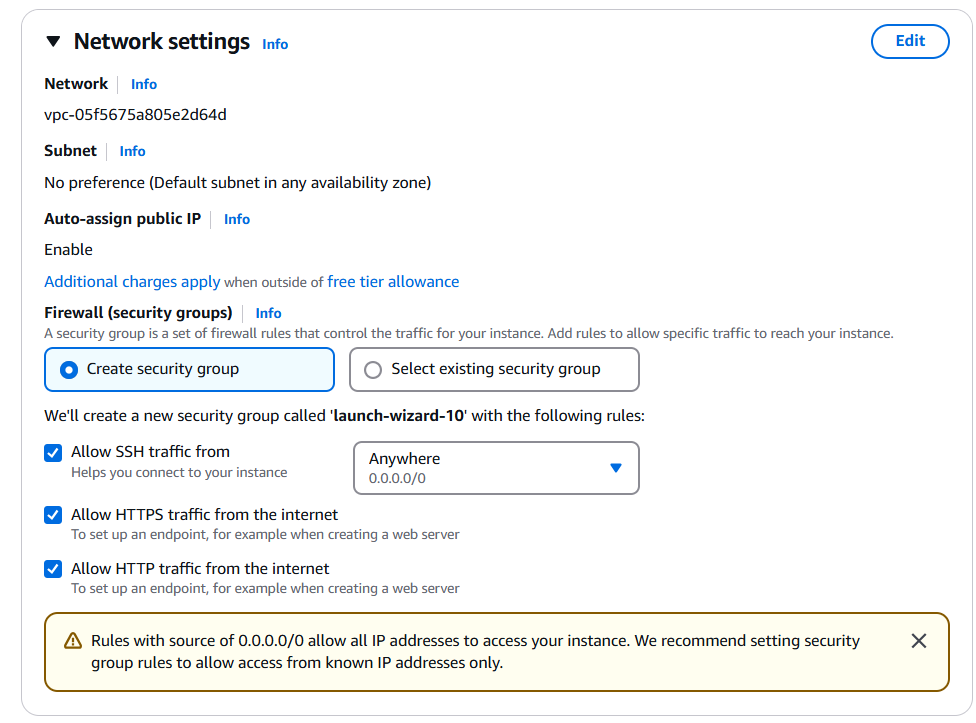 Network settings Info
Edit
Network Info
vpc-05f5675a805e2d64d
Subnet Info
No preference (Default subnet in any availability zone)
Auto-assign public IP Info
Enable
Additional charges apply when outside of free tier allowance
Firewall (security groups) Info
A security group is a set of firewall rules that control the traffic for your instance. Add rules to allow specific traffic to reach your instance.
Create security group
Select existing security group
We'll create a new security group called 'launch-wizard-10' with the following rules:
Allow SSH traffic from
Helps you connect to your instance
Anywhere
0.0.0.0/0
Allow HTTPS traffic from the internet
To set up an endpoint, for example when creating a web server
Allow HTTP traffic from the internet
To set up an endpoint, for example when creating a web server
Rules with source of 0.0.0.0/0 allow all IP addresses to access your instance. We recommend setting security
group rules to allow access from known IP addresses only.